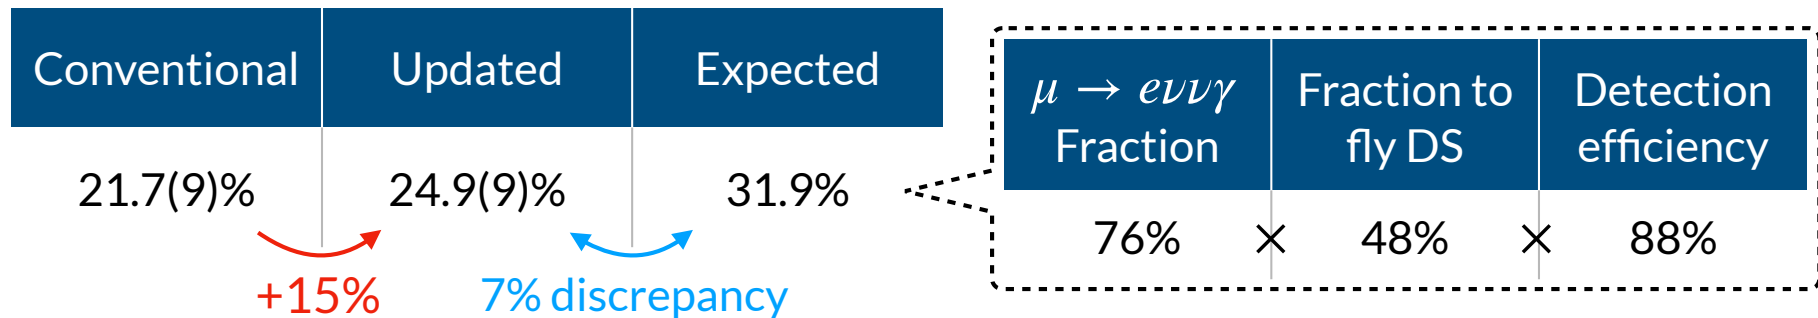 Conventional Updated Expected
21.7(9)% 24.9(9)% 31.9%
+15% 7% discrepancy
μ → eννγ Fraction to Detection
Fraction fly DS efficiency
76% × 48% × 88%